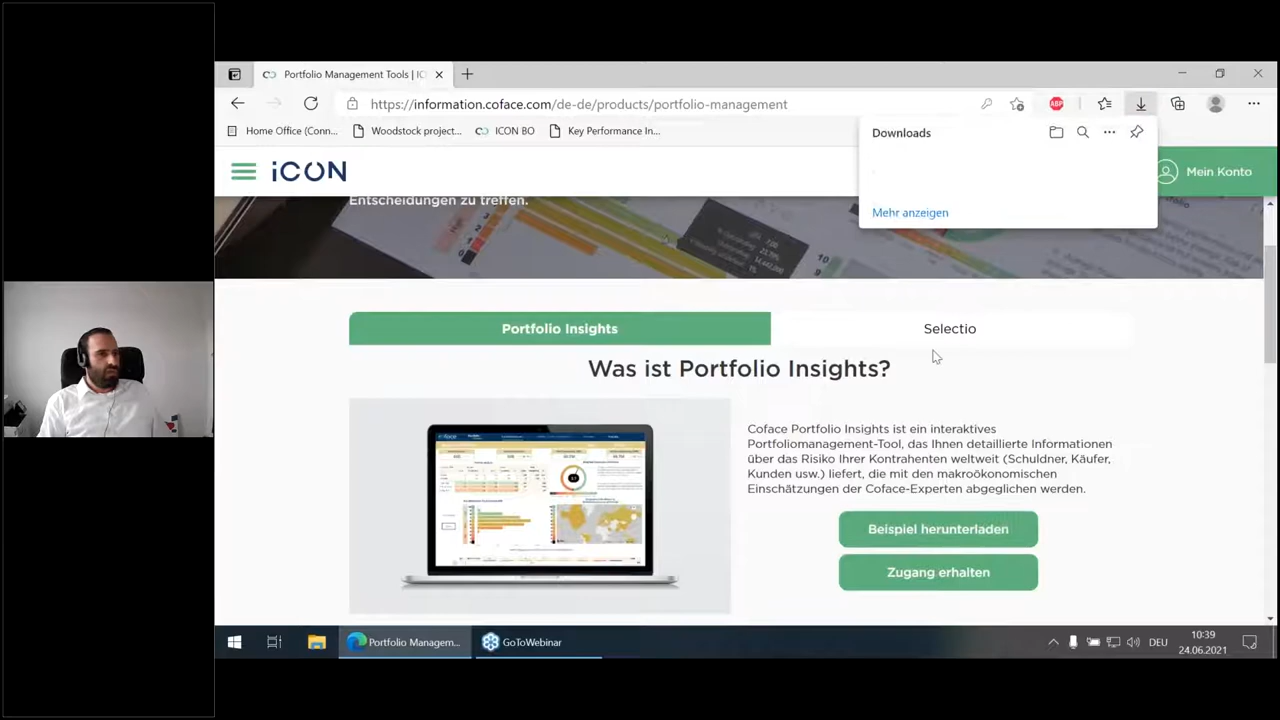 Portfolio Management Tools | IC
https://information.coface.com/de-de/products/portfolio-management
ABP
Home Office (Conn...
Woodstock project...
ICON BO
Key Performance In...
Downloads
Mehr anzeigen
iCON
Mein Konto
Entscheidungen zu treffen.
Portfolio Insights
Selectio
Was ist Portfolio Insights?
Coface Portfolio Insights ist ein interaktives
Portfoliomanagement-Tool, das Ihnen detaillierte Informationen
über das Risiko Ihrer Kontrahenten weltweit (Schuldner, Käufer,
Kunden usw.) liefert, die mit den makroökonomischen
Einschätzungen der Coface-Experten abgeglichen werden.
Beispiel herunterladen
Zugang erhalten
Portfolio Managem...
GoToWebinar
DEU
10:39
24.06.2021